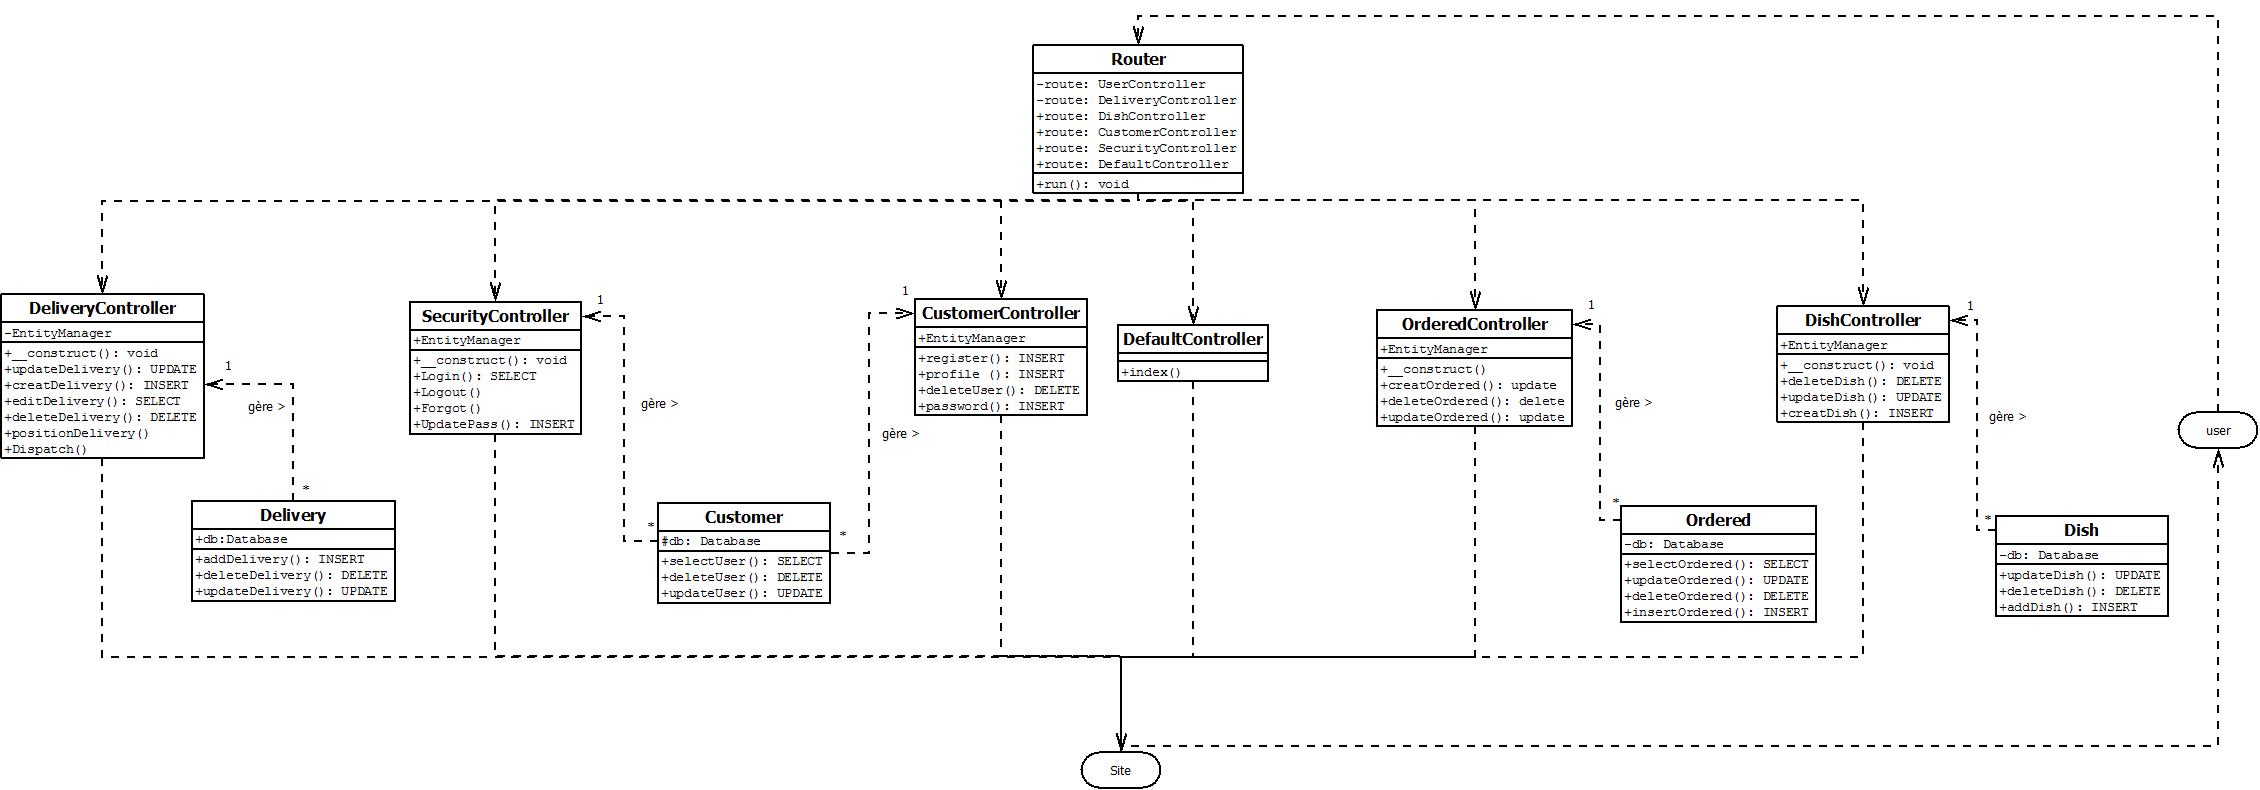 Router
-route: UserController
-route: DeliveryController
+route: DishController
+route: CustomerController
+route: SecurityController
+route: DefaultController
+run(): void
DeliveryController
-EntityManager
+__construct(): void
+updateDelivery(): UPDATE
+creatDelivery(): INSERT
+editDelivery(): SELECT
+deleteDelivery(): DELETE
+positionDelivery()
+Dispatch()
1
gère >
*
Delivery
+db:Database
+addDelivery(): INSERT
+deleteDelivery(): DELETE
+updateDelivery(): UPDATE
SecurityController
+EntityManager
+__construct(): void
+Login(): SELECT
+Logout()
+Forgot()
+UpdatePass(): INSERT
1
gère >
*
Customer
#db: Database
+selectUser(): SELECT
+deleteUser(): DELETE
+updateUser(): UPDATE
*
gère >
1
CustomerController
+EntityManager
+register(): INSERT
+profile (): INSERT
+deleteUser(): DELETE
+password(): INSERT
DefaultController
+index()
OrderedController
+EntityManager
+__construct()
+creatOrdered(): update
+deleteOrdered(): delete
+updateOrdered(): update
1
gère >
*
Ordered
-db: Database
+selectOrdered(): SELECT
+updateOrdered(): UPDATE
+deleteOrdered(): DELETE
+insertOrdered(): INSERT
DishController
+EntityManager
+__construct(): void
+deleteDish(): DELETE
+updateDish(): UPDATE
+creatDish(): INSERT
1
gère >
*
Dish
-db: Database
+updateDish(): UPDATE
+deleteDish(): DELETE
+addDish(): INSERT
user
Site